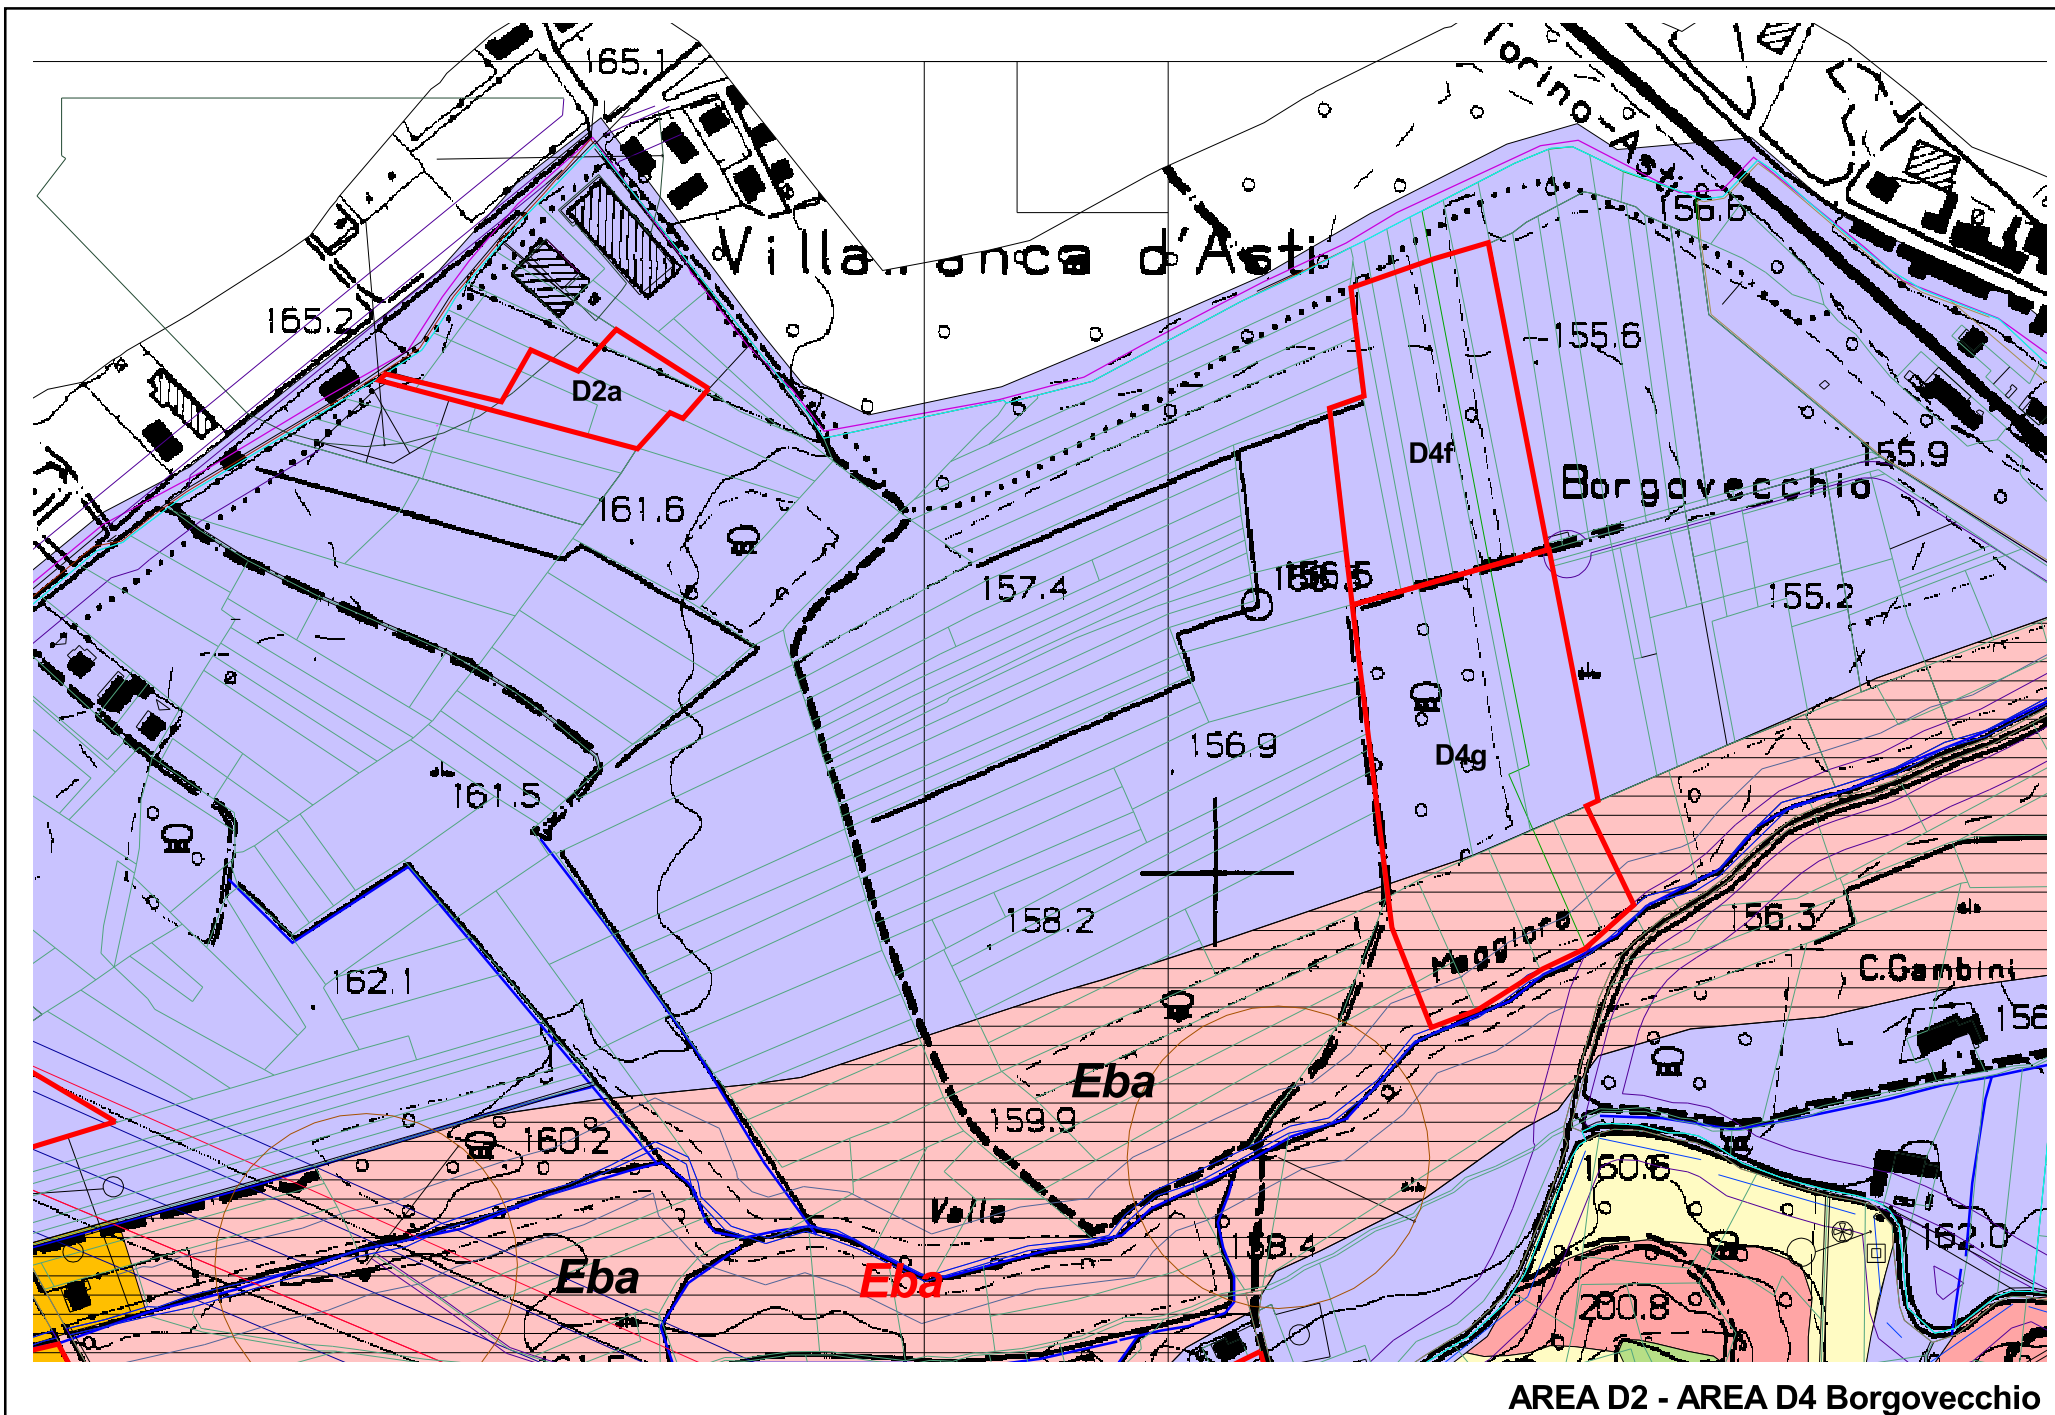 165.1
Torino-Asti
156.6
d'Asti
165.2
155.6
D2a
D4f
155.9
Borgovecchio
161.6
157.4
155.2
156.9
D4g
161.5
158.2
156.3
Maggiore
C.Gambini
162.1
156
Eba
159.9
160.2
160.6
Valle
158.4
162.0
Eba
Eba
200.8
AREA D2 - AREA D4 Borgovecchio